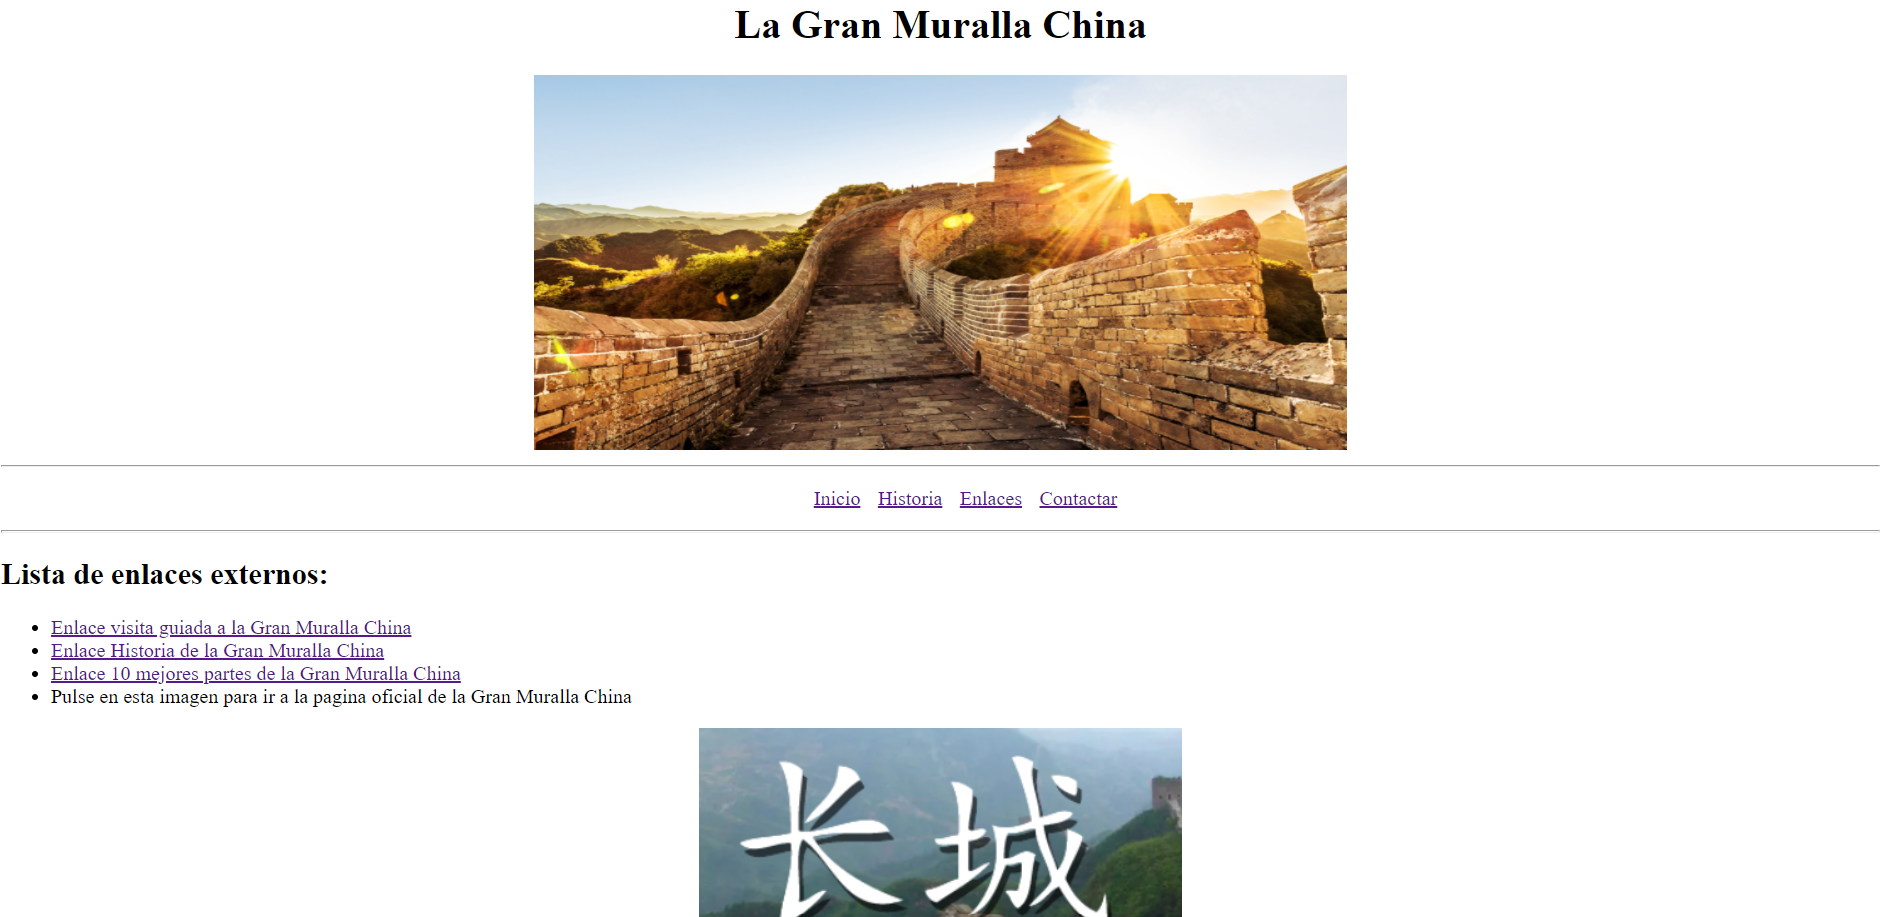 La Gran Muralla China
Inicio Historia Enlaces Contactar
Lista de enlaces externos:
Enlace visita guiada a la Gran Muralla China
Enlace Historia de la Gran Muralla China
Enlace 10 mejores partes de la Gran Muralla China
Pulse en esta imagen para ir a la pagina oficial de la Gran Muralla China
长城